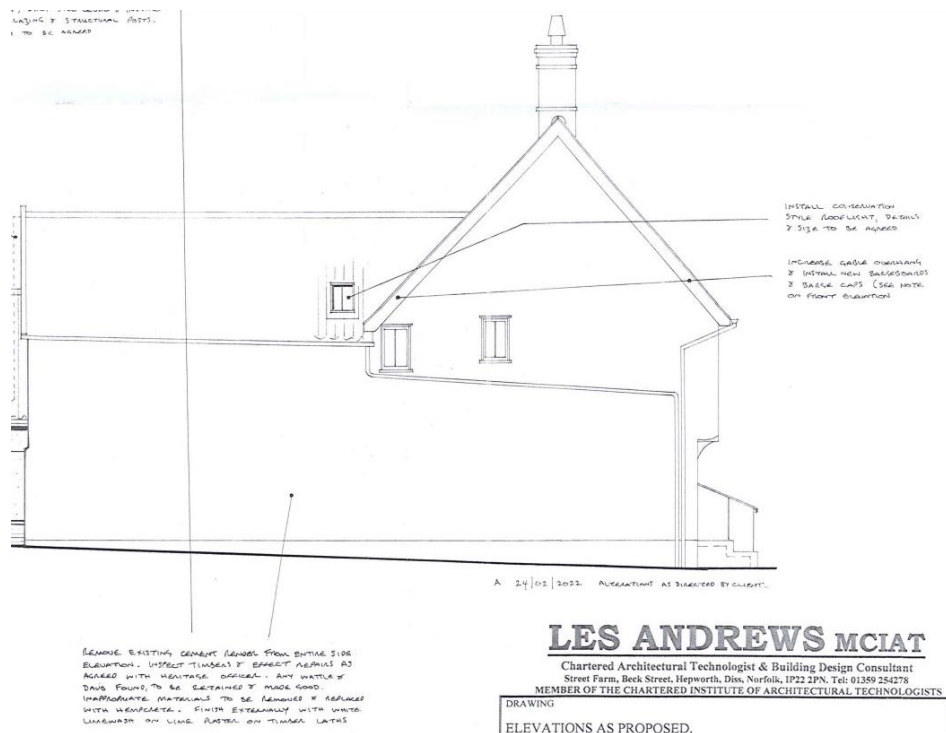 LAZING & STRUCTURAL POSTS.
TO BE AGREED
INSTALL CONSERVATION
STYLE ROOFLIGHT, DETAILS
& SIZE TO BE AGREED
INCREASE GABLE OVERHANG
& INSTALL NEW BARGEBOARDS
& BARGE CAPS (SEE NOTE
ON FRONT ELEVATION
A 24/02/2022 ALTERATIONS AS DIRECTED BY CLIENT.
REMOVE EXISTING CEMENT RENDER FROM ENTIRE SIDE
ELEVATION. INSPECT TIMBERS & EFFECT REPAIRS AS
AGREED WITH HERITAGE OFFICER. ANY WATTLE &
DAUB FOUND, TO BE RETAINED & MADE GOOD.
INAPPROPRIATE MATERIALS TO BE REMOVED & REPLACED
WITH HEMPCRETE. FINISH EXTERNALLY WITH WHITE
LIMEWASH ON LIME PLASTER ON TIMBER LATHS
LES ANDREWS MCIAT
Chartered Architectural Technologist & Building Design Consultant
Street Farm, Beck Street, Hepworth, Diss, Norfolk, IP22 2PN. Tel: 01359 254278
MEMBER OF THE CHARTERED INSTITUTE OF ARCHITECTURAL TECHNOLOGISTS
DRAWING
ELEVATIONS AS PROPOSED.